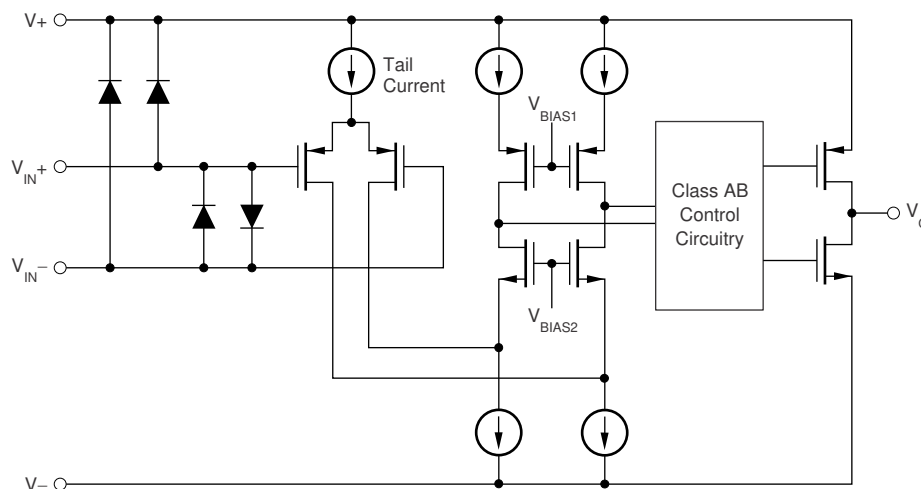 V+
Tail
Current
VBIAS1
VIN+
Class AB
Control
Circuitry
VIN−
VBIAS2
V−